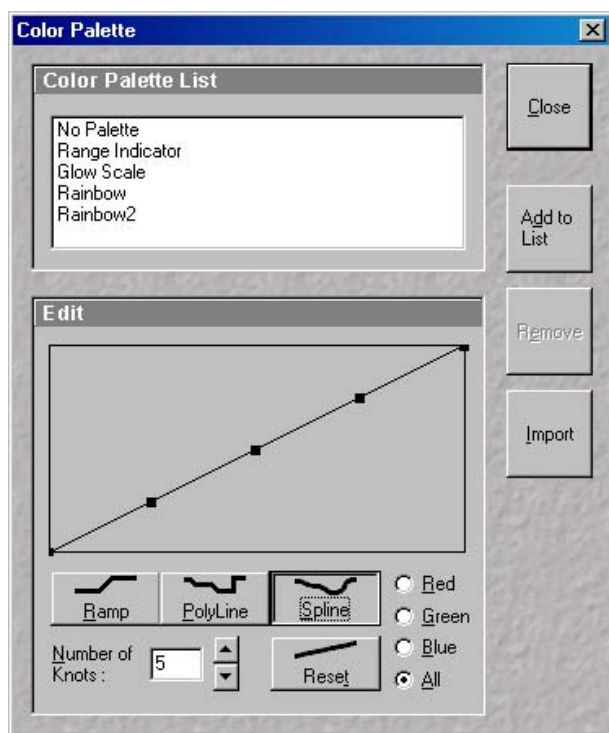 Color Palette
Color Palette List
No Palette
Range Indicator
Glow Scale
Rainbow
Rainbow2
Close
Add to
List
Remove
Import
Edit
Ramp
PolyLine
Spline
Red
Green
Blue
All
Number of
Knots :
5
Reset